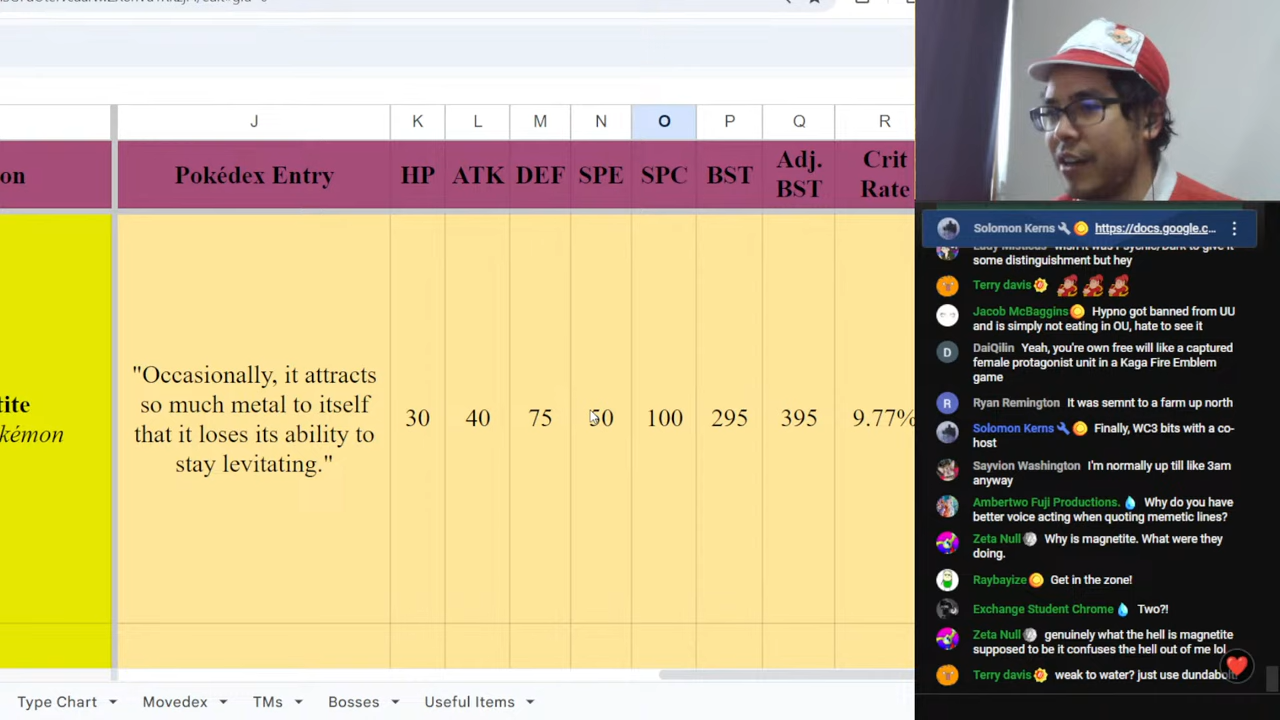 J
K
L
M
N
O
P
Q
R
on
Pokédex Entry
HP
ATK
DEF
SPE
SPC
BST
Adj.
BST
Crit
Rate
tite
kémon
"Occasionally, it attracts
so much metal to itself
that it loses its ability to
stay levitating."
30
40
75
50
100
295
395
9.77%
Type Chart
Movedex
TMs
Bosses
Useful Items
Solomon Kerns https://docs.google.c...
some distinguishment but hey
Terry davis
Jacob McBaggins Hypno got banned from UU
and is simply not eating in OU, hate to see it
DaiQilin Yeah, you're own free will like a captured
female protagonist unit in a Kaga Fire Emblem
game
Ryan Remington It was semnt to a farm up north
Solomon Kerns Finally, WC3 bits with a co-
host
Sayvion Washington I'm normally up till like 3am
anyway
Ambertwo Fuji Productions. Why do you have
better voice acting when quoting memetic lines?
Zeta Null Why is magnetite. What were they
doing.
Raybayize Get in the zone!
Exchange Student Chrome Two?!
Zeta Null genuinely what the hell is magnetite
supposed to be it confuses the hell out of me lol
Terry davis weak to water? just use